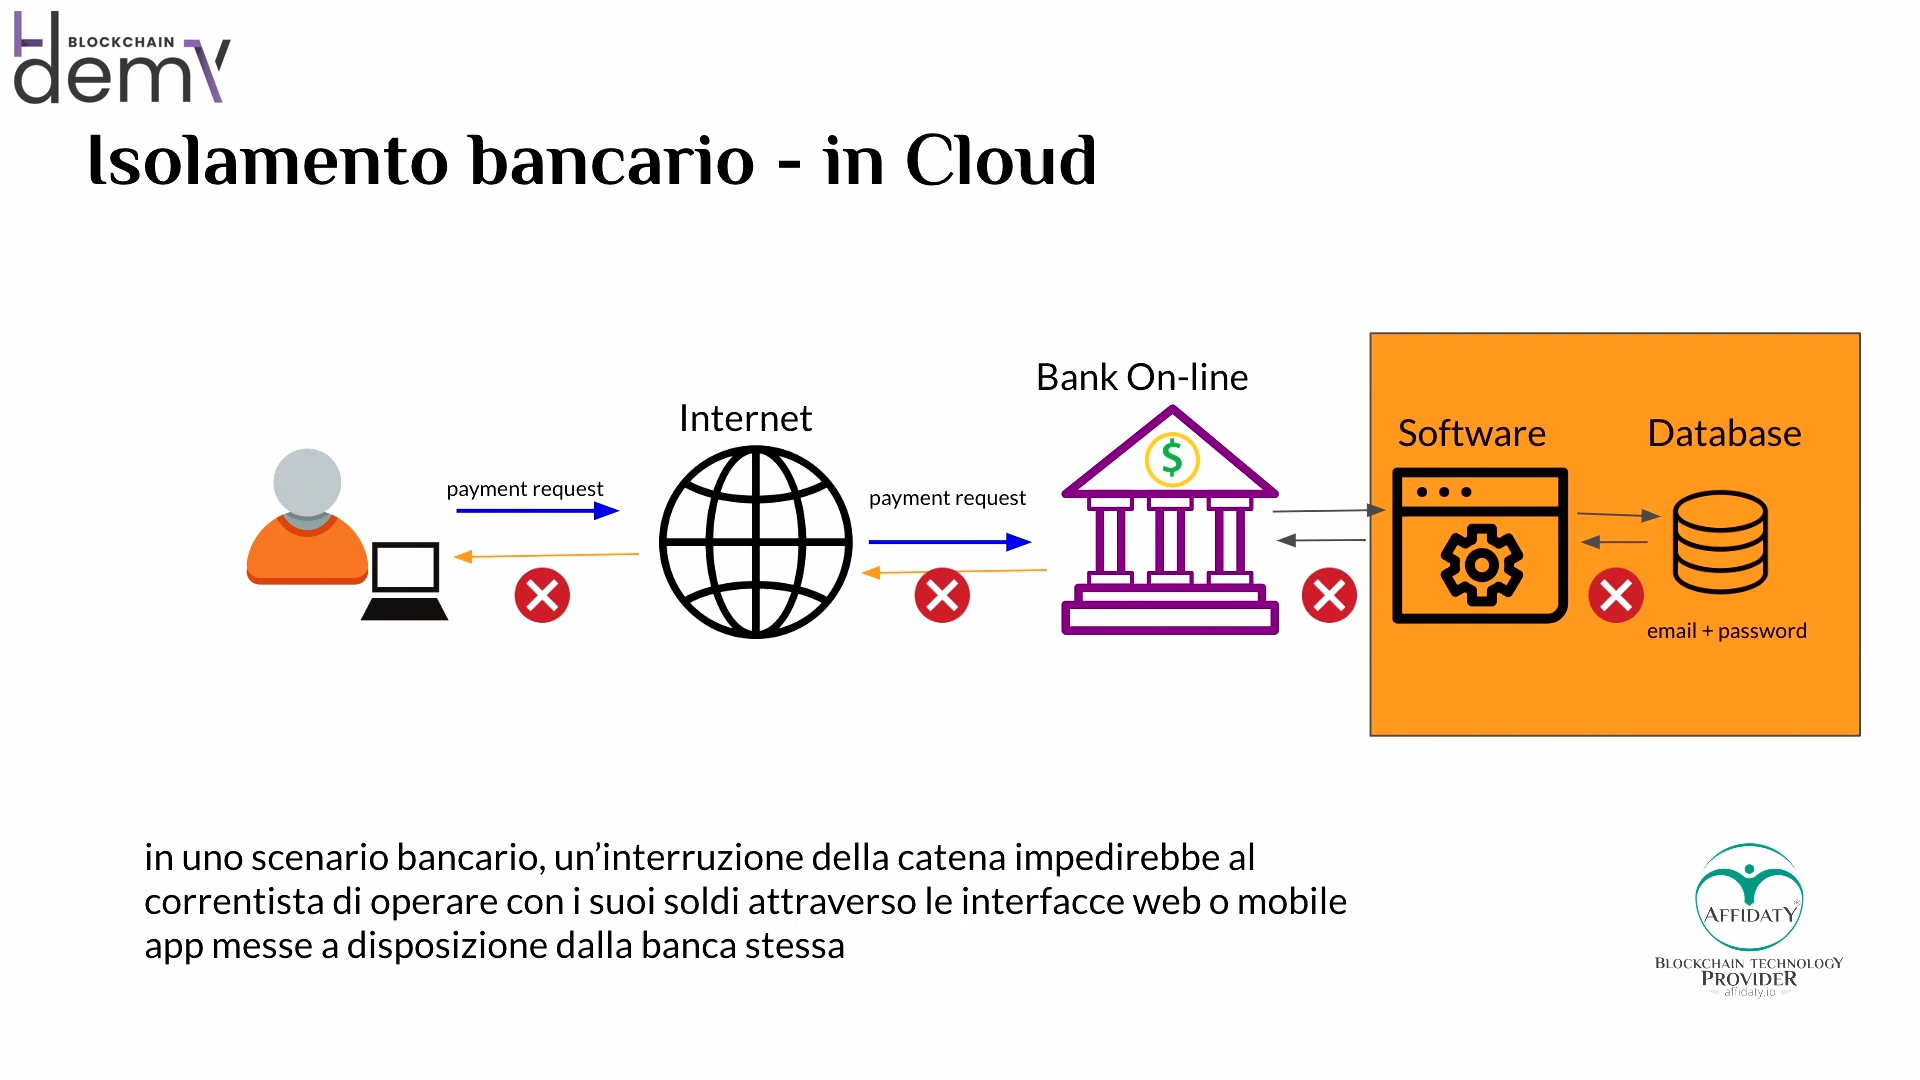 BLOCKCHAIN
demy
Isolamento bancario - in Cloud
Bank On-line
Internet
Software
Database
payment request
payment request
$
email + password
in uno scenario bancario, un’interruzione della catena impedirebbe al
correntista di operare con i suoi soldi attraverso le interfacce web o mobile
app messe a disposizione dalla banca stessa
AFFIDATY®
BLOCKCHAIN TECHNOLOGY
PROVIDER
affidaty.io